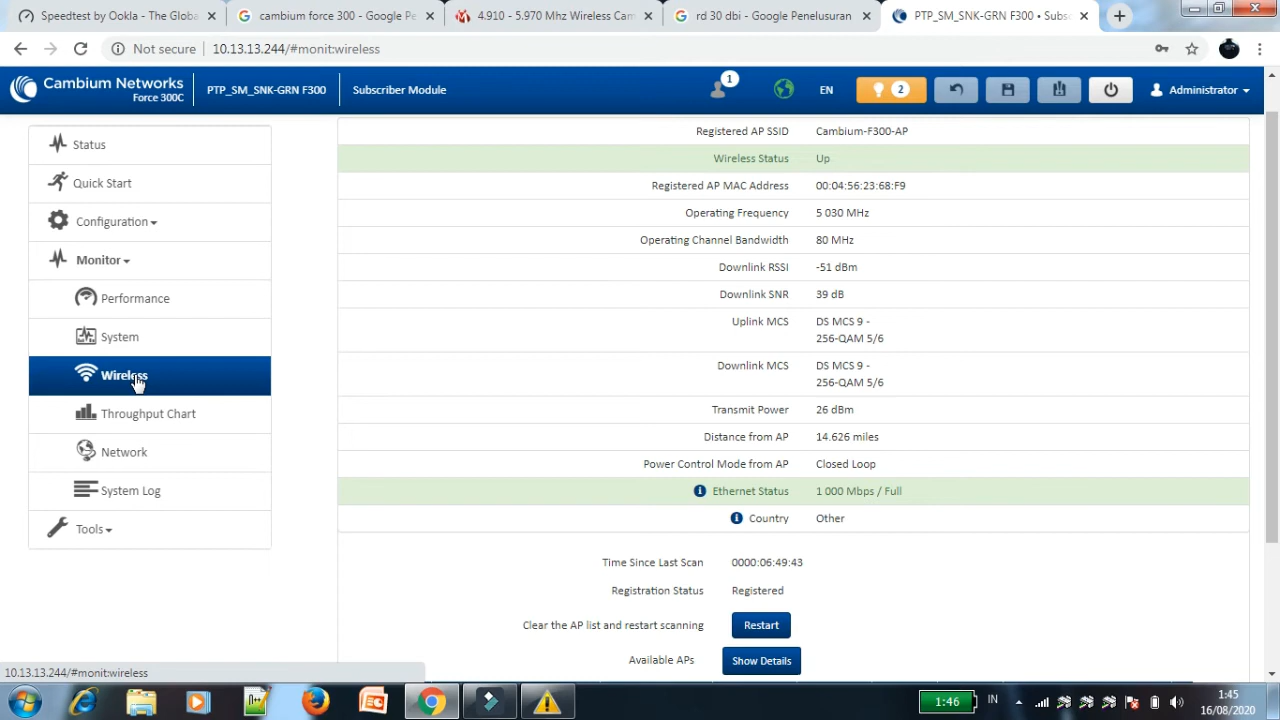 Speedtest by Ookla - The Globa
cambium force 300 - Google Pe
4.910 - 5.970 Mhz Wireless Cam
rd 30 dbi - Google Penelusuran
PTP_SM_SNK-GRN F300 • Subsc
Not secure
10.13.13.244/#monit:wireless
Cambium Networks
Force 300C
PTP_SM_SNK-GRN F300
Subscriber Module
1
EN
2
Administrator
Status
Quick Start
Configuration
Monitor
Performance
System
Wireless
Throughput Chart
Network
System Log
Tools
Registered AP SSID Cambium-F300-AP
Wireless Status Up
Registered AP MAC Address 00:04:56:23:68:F9
Operating Frequency 5 030 MHz
Operating Channel Bandwidth 80 MHz
Downlink RSSI -51 dBm
Downlink SNR 39 dB
Uplink MCS DS MCS 9 -
256-QAM 5/6
Downlink MCS DS MCS 9 -
256-QAM 5/6
Transmit Power 26 dBm
Distance from AP 14.626 miles
Power Control Mode from AP Closed Loop
Ethernet Status 1 000 Mbps / Full
Country Other
Time Since Last Scan 0000:06:49:43
Registration Status Registered
Clear the AP list and restart scanning Restart
Available APs Show Details
10.13.13.244/#monit:wireless
1:46
IN
1:45
16/08/2020